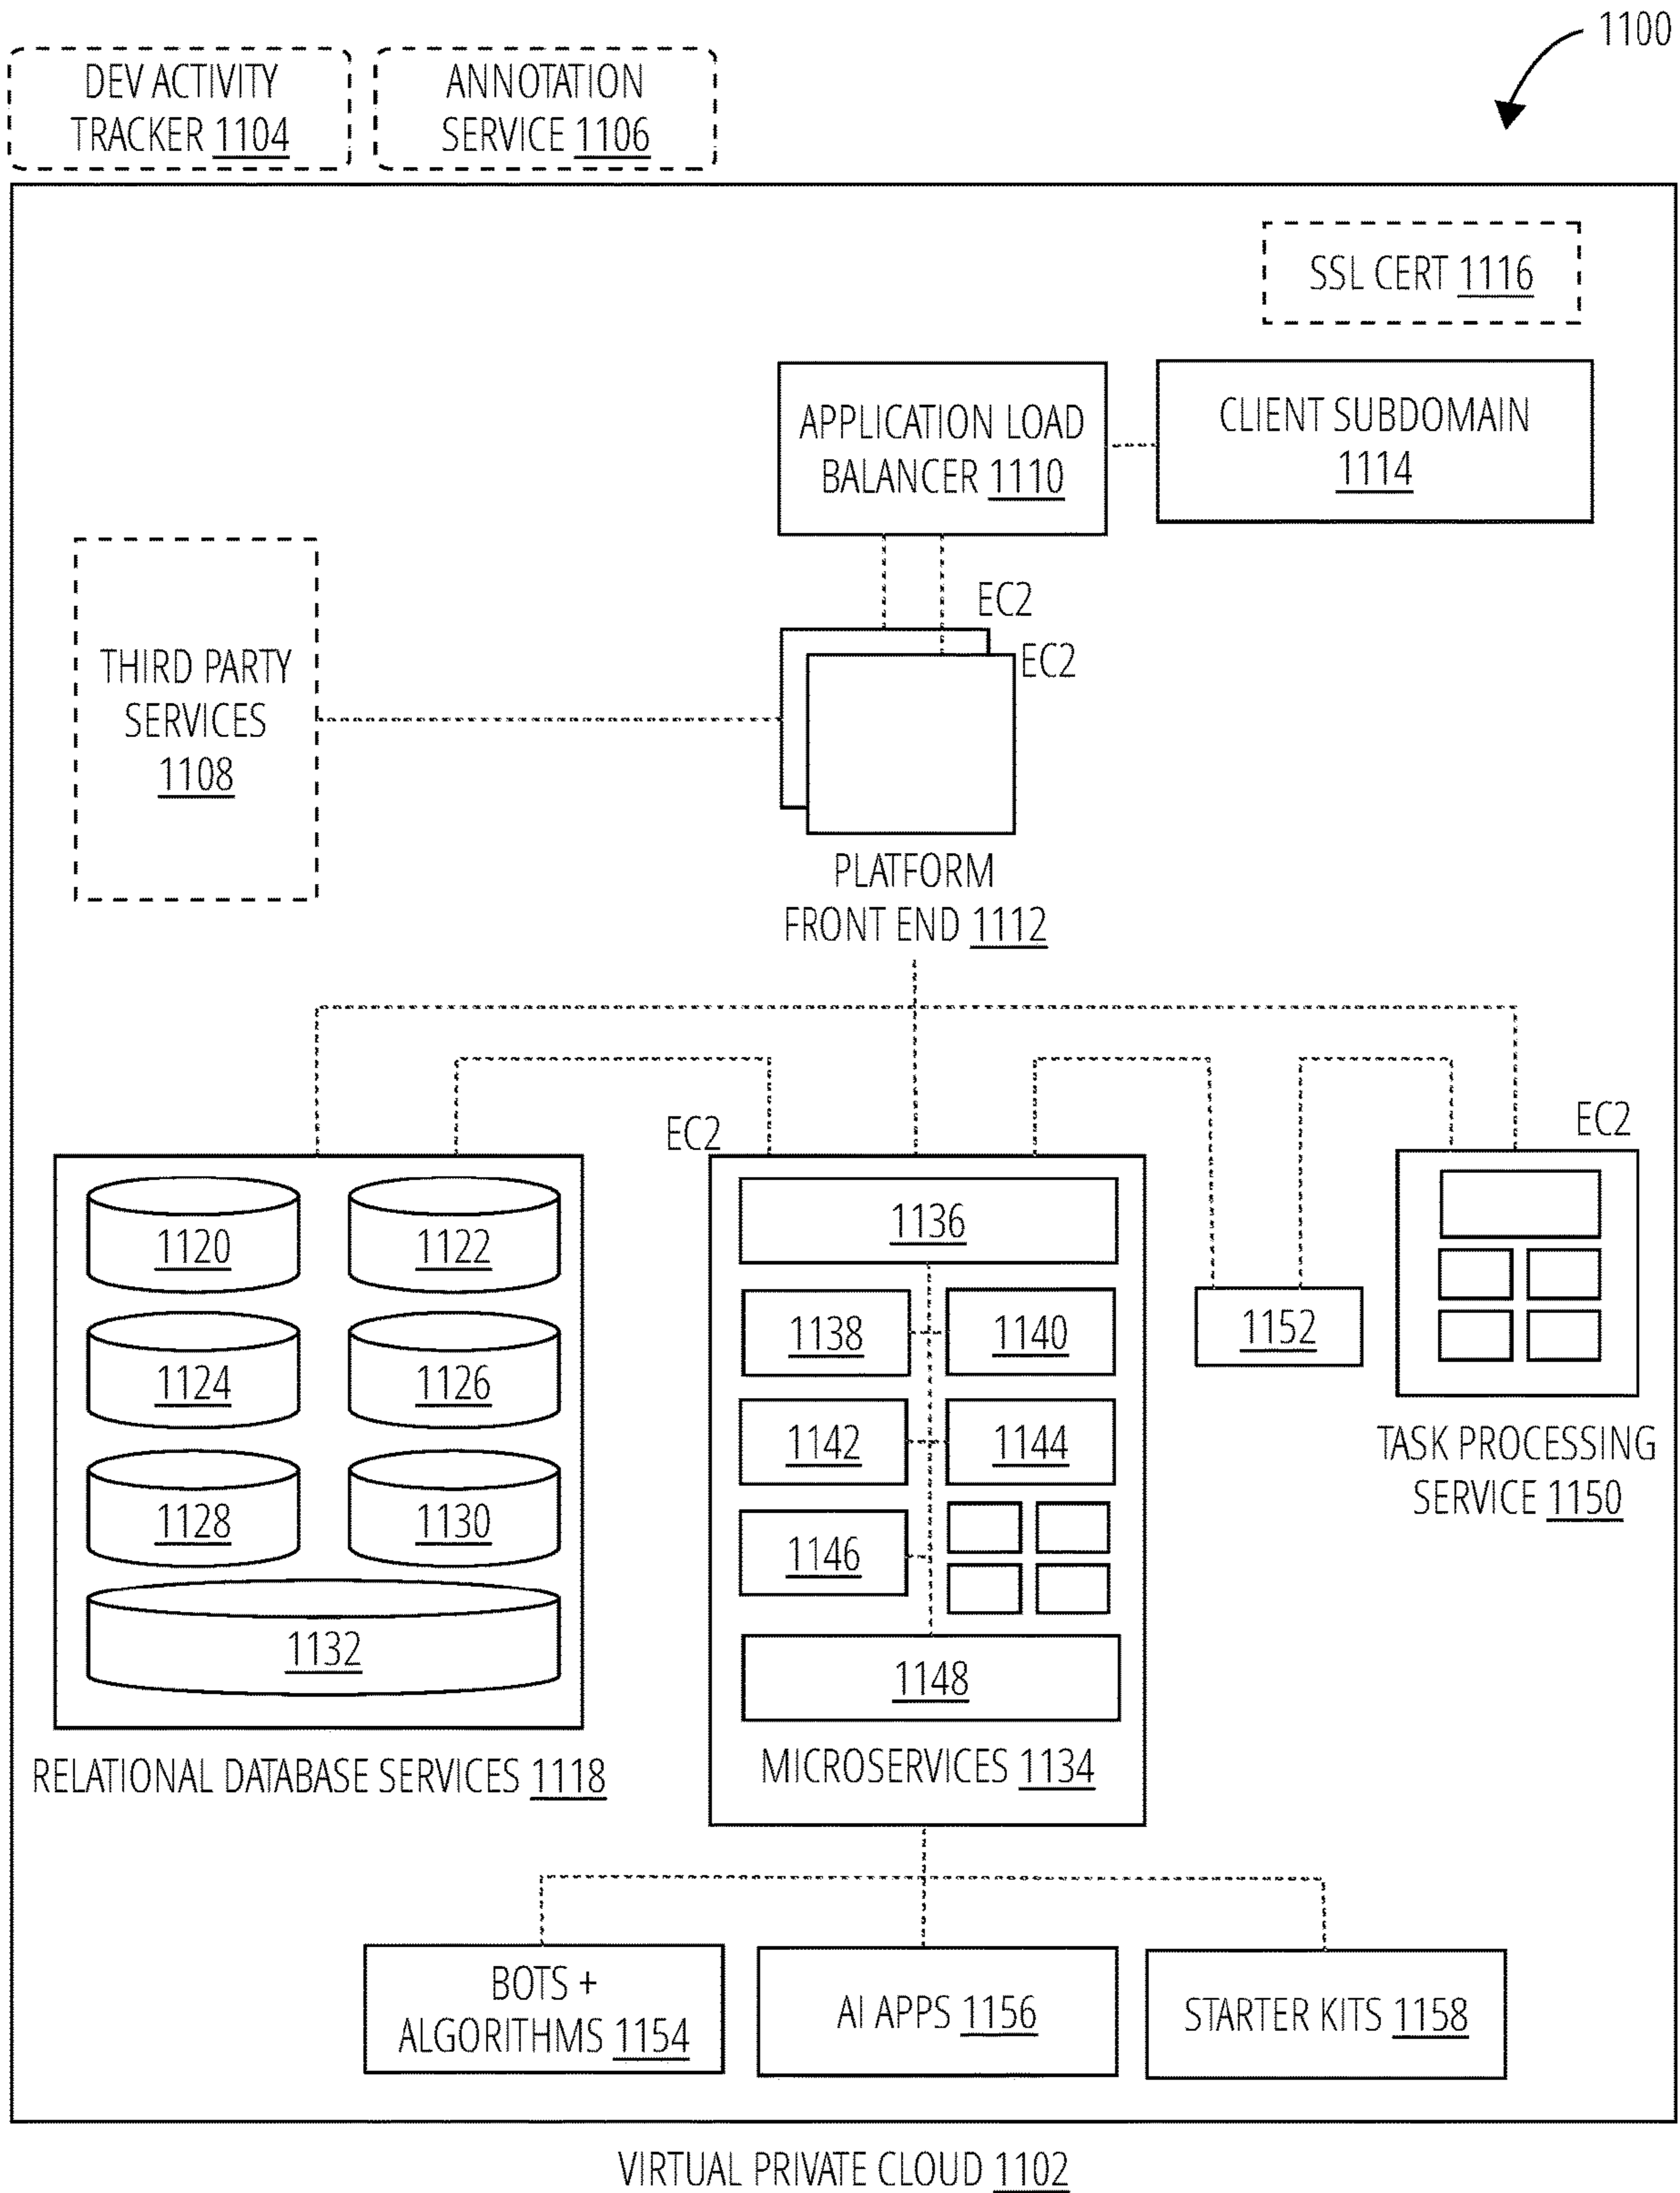 1100
DEV ACTIVITY
TRACKER 1104
ANNOTATION
SERVICE 1106
SSL CERT 1116
APPLICATION LOAD
BALANCER 1110
CLIENT SUBDOMAIN
1114
EC2
EC2
THIRD PARTY
SERVICES
1108
PLATFORM
FRONT END 1112
EC2
EC2
1120
1122
1124
1126
1128
1130
1132
RELATIONAL DATABASE SERVICES 1118
1136
1138
1140
1142
1144
1146
1148
MICROSERVICES 1134
1152
TASK PROCESSING
SERVICE 1150
BOTS +
ALGORITHMS 1154
AI APPS 1156
STARTER KITS 1158
VIRTUAL PRIVATE CLOUD 1102